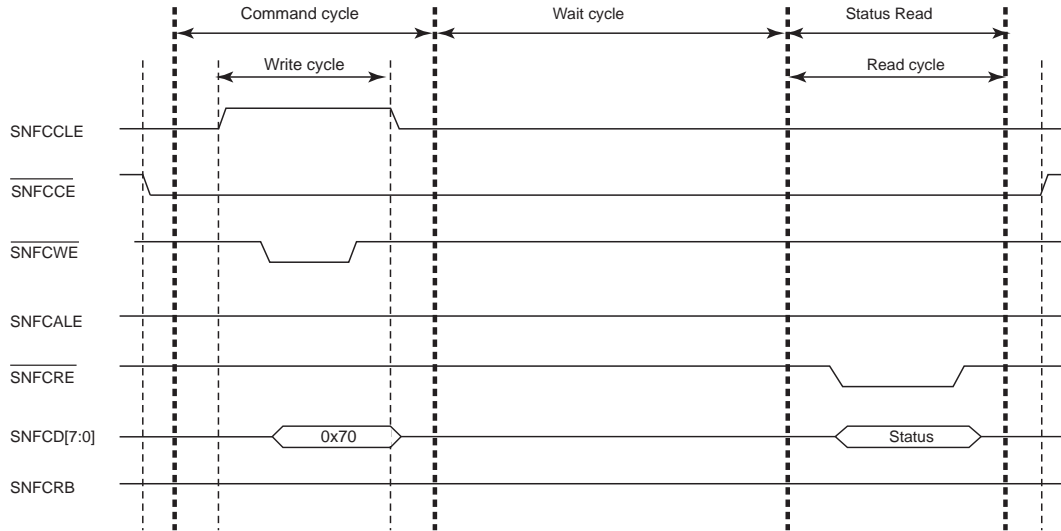 Command cycle
Wait cycle
Status Read
Write cycle
Read cycle
SNFCCLE
SNFCCE
SNFCWE
SNFCALE
SNFCRE
SNFCD[7:0]
0x70
Status
SNFCRB